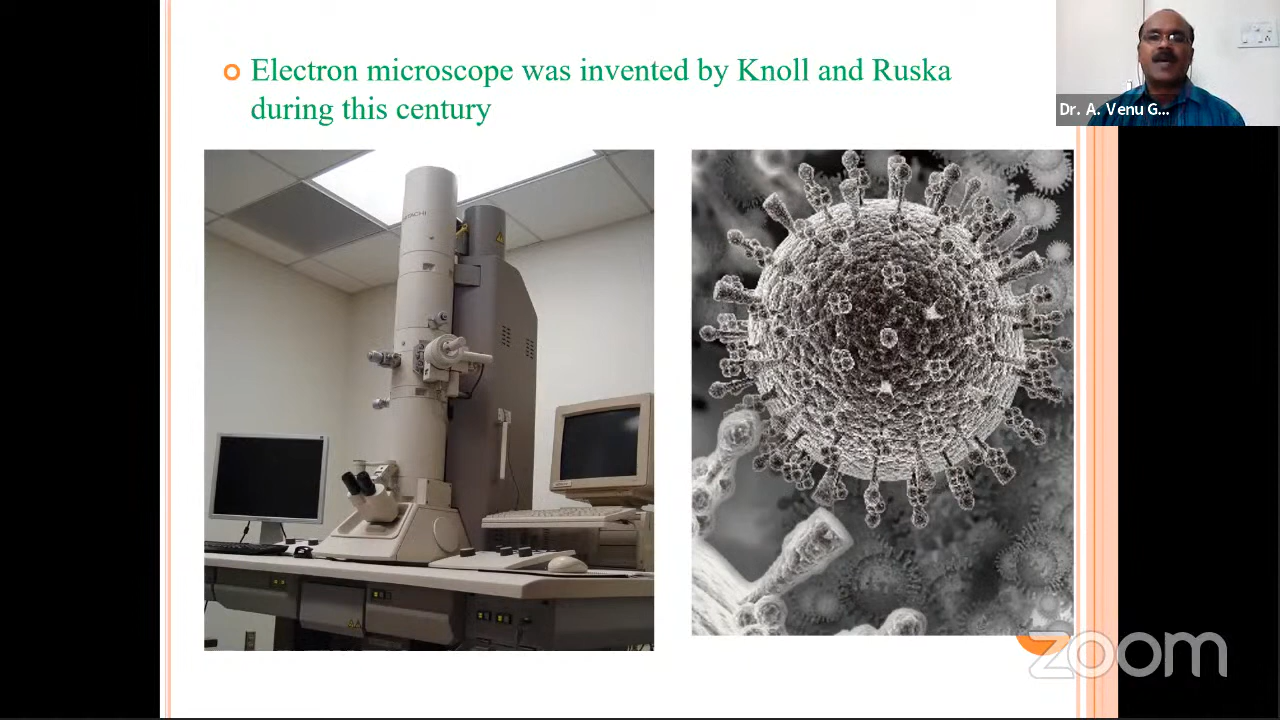 Electron microscope was invented by Knoll and Ruska
during this century
Dr. A. Venu G...
HITACHI
zoom